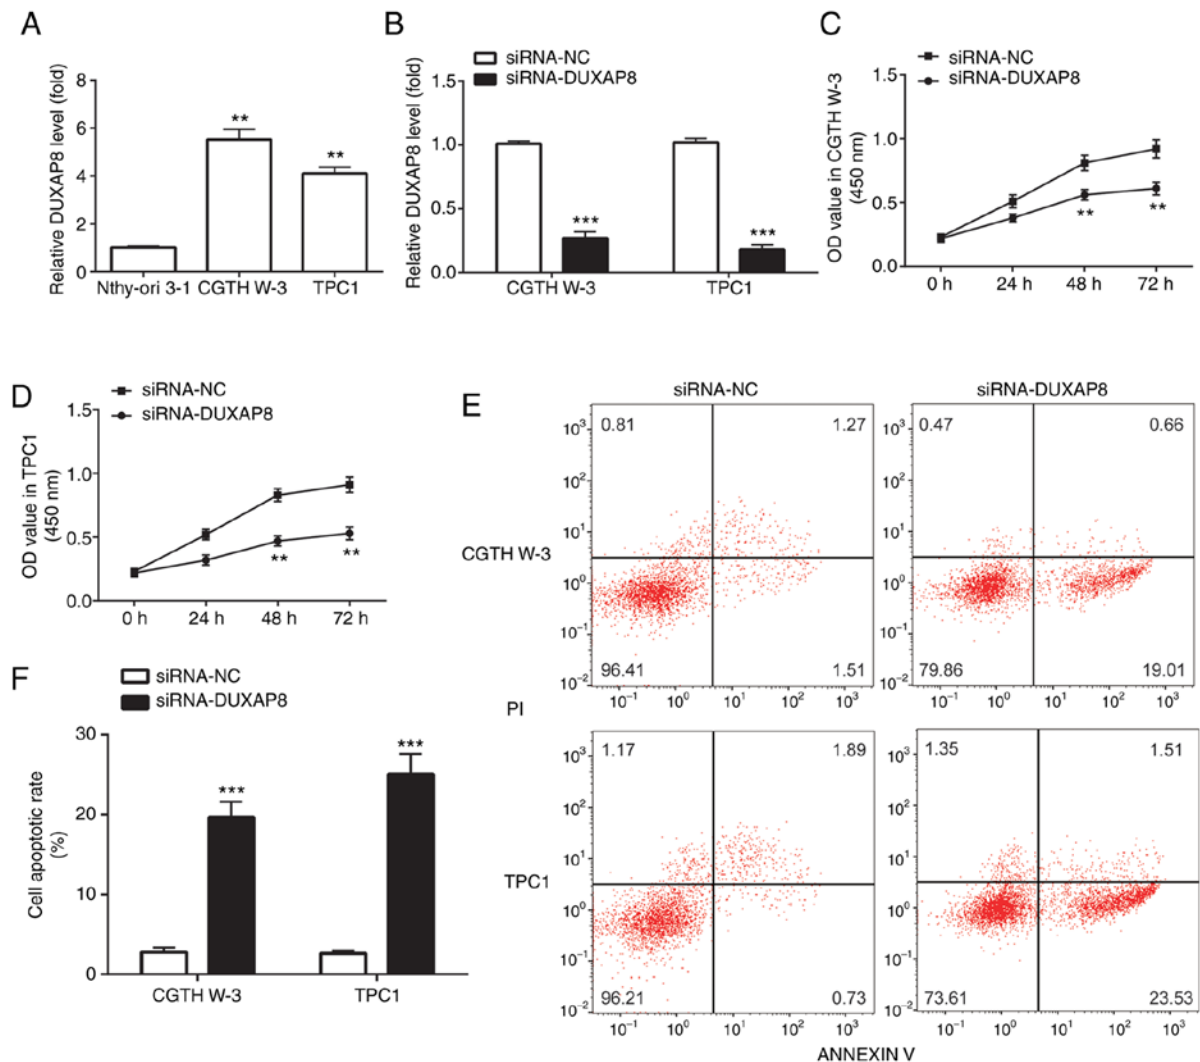 A
Relative DUXAP8 level (fold)
8
6
4
2
0
**
**
Nthy-ori 3-1 CGTH W-3 TPC1
B
siRNA-NC
siRNA-DUXAP8
Relative DUXAP8 level (fold)
1.5
1.0
0.5
0.0
***
***
CGTH W-3 TPC1
C
siRNA-NC
siRNA-DUXAP8
OD value in CGTH W-3
(450 nm)
1.5
1.0
0.5
0.0
**
**
0 h 24 h 48 h 72 h
D
siRNA-NC
siRNA-DUXAP8
OD value in TPC1
(450 nm)
1.5
1.0
0.5
0.0
**
**
0 h 24 h 48 h 72 h
E
siRNA-NC siRNA-DUXAP8
CGTH W-3
10³
10²
10¹
10⁰
10⁻¹
10⁻²
0.81 1.27
96.41 1.51
10⁻¹ 10⁰ 10¹ 10² 10³
10³
10²
10¹
10⁰
10⁻¹
10⁻²
0.47 0.66
79.86 19.01
10⁻¹ 10⁰ 10¹ 10² 10³
PI
TPC1
10³
10²
10¹
10⁰
10⁻¹
10⁻²
1.17 1.89
96.21 0.73
10⁻¹ 10⁰ 10¹ 10² 10³
10³
10²
10¹
10⁰
10⁻¹
10⁻²
1.35 1.51
73.61 23.53
10⁻¹ 10⁰ 10¹ 10² 10³
ANNEXIN V
F
siRNA-NC
siRNA-DUXAP8
Cell apoptotic rate
(%)
30
20
10
0
***
***
CGTH W-3 TPC1